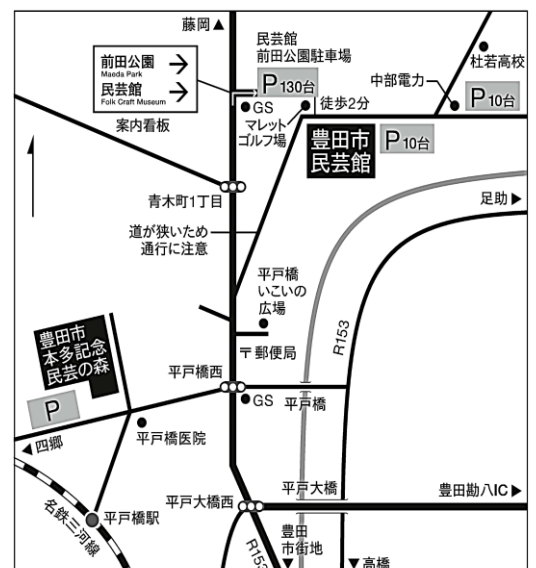 藤岡▲
民芸館
前田公園駐車場
前田公園
Maeda Park
民芸館
Folk Craft Museum
案内看板
P130台
GS
マレット
ゴルフ場
徒歩2分
杜若高校
中部電力
P10台
豊田市
民芸館
P10台
青木町1丁目
足助▶
道が狭いため
通行に注意
平戸橋
いこいの
広場
R153
〒郵便局
豊田市
本多記念
民芸の森
P
平戸橋西
GS
平戸橋
平戸橋医院
◀四郷
平戸大橋西
平戸大橋
豊田勘八IC▶
平戸橋駅
名鉄三河線
R153
豊田
市街地
▼
▼高橋